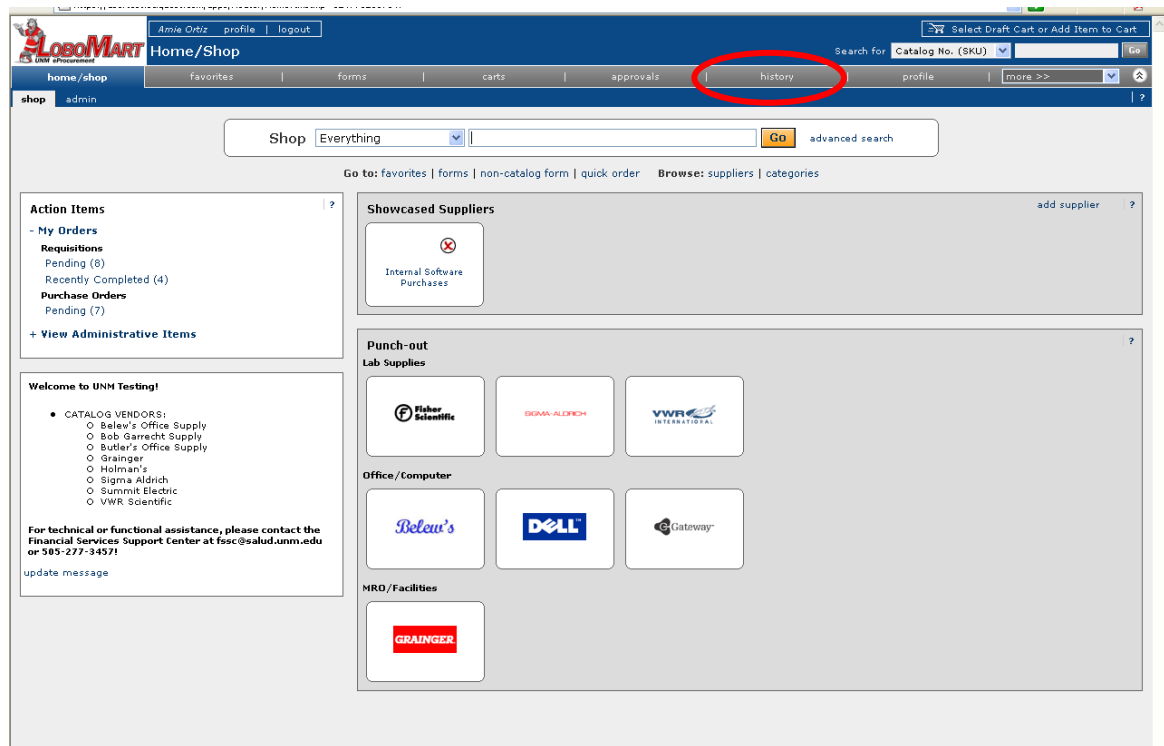 Amie Ortiz profile | logout
Select Draft Cart or Add Item to Cart
LOBOMART
UNM eProcurement
Home/Shop
Search for Catalog No. (SKU) Go
home/shop favorites | forms | carts | approvals | history | profile | more >>
shop admin | ?
Shop Everything Go advanced search
Go to: favorites | forms | non-catalog form | quick order Browse: suppliers | categories
Action Items ?
- My Orders
Requisitions
Pending (8)
Recently Completed (4)
Purchase Orders
Pending (7)
+ View Administrative Items
Welcome to UNM Testing!
CATALOG VENDORS:
Belew's Office Supply
Bob Garrecht Supply
Butler's Office Supply
Grainger
Holman's
Sigma Aldrich
Summit Electric
VWR Scientific
For technical or functional assistance, please contact the
Financial Services Support Center at fssc@salud.unm.edu
or 505-277-3457!
update message
Showcased Suppliers add supplier ?
Internal Software
Purchases
Punch-out ?
Lab Supplies
Fisher
Scientific
SIGMA-ALDRICH
VWR
INTERNATIONAL
Office/Computer
Belew's
DELL™
Gateway™
MRO/Facilities
GRAINGER